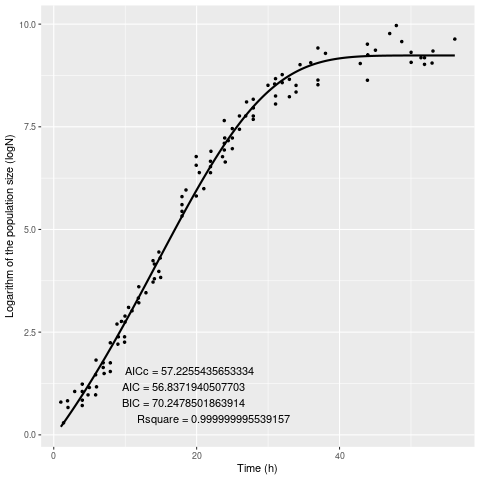 10.0
7.5
5.0
2.5
0.0
Logarithm of the population size (logN)
AICc = 57.2255435653334
AIC = 56.8371940507703
BIC = 70.2478501863914
Rsquare = 0.999999995539157
0 20 40
Time (h)